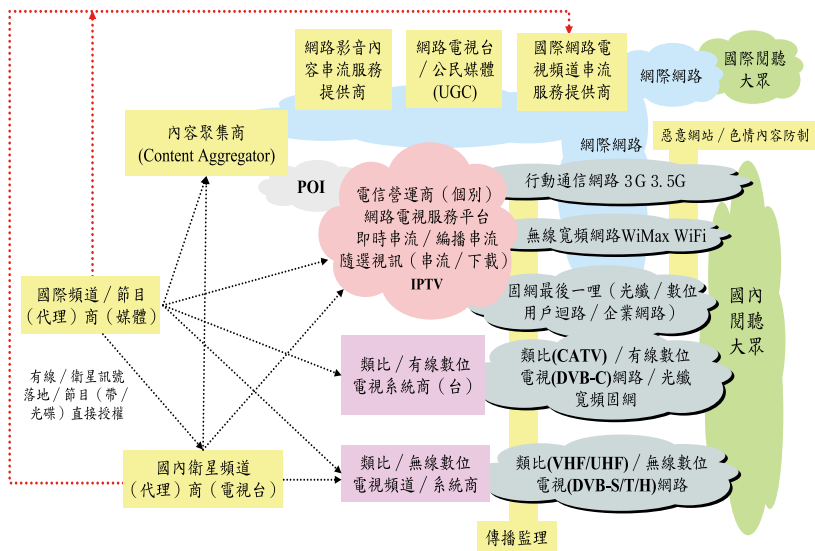 網路影音內
容串流服務
提供商
網路電視台
/ 公民媒體
(UGC)
國際網路電
視頻道串流
服務提供商
網際網路
國際閱聽
大眾
內容聚集商
(Content Aggregator)
網際網路
惡意網站 / 色情內容防制
POI
電信營運商（個別）
網路電視服務平台
即時串流 / 編播串流
隨選視訊（串流 / 下載）
IPTV
行動通信網路 3G 3.5G
無線寬頻網路WiMax WiFi
固網最後一哩（光纖 / 數位
用戶迴路 / 企業網路）
國際頻道 / 節目
（代理）商（媒體）
國內
閱聽
大眾
有線 / 衛星訊號
落地 / 節目（帶 /
光碟）直接授權
類比 / 有線數位
電視系統商（台）
類比(CATV) / 有線數位
電視(DVB-C)網路 / 光纖
寬頻固網
國內衛星頻道
（代理）商（電視台）
類比 / 無線數位
電視頻道 / 系統商
類比(VHF/UHF) / 無線數位
電視(DVB-S/T/H)網路
傳播監理